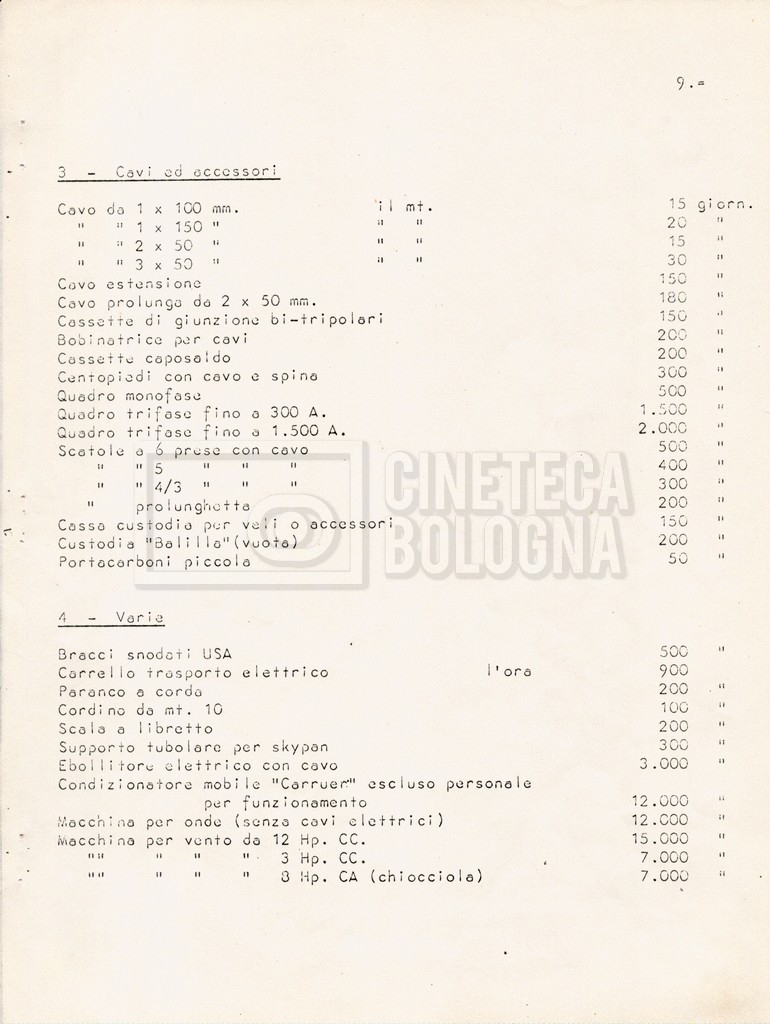 9.=
3 - Cavi ed accessori
Cavo da 1 x 100 mm. il mt. 15 giorn.
" " 1 x 150 " " " 20 "
" " 2 x 50 " " " 15 "
" " 3 x 50 " " " 30 "
Cavo estensione 150 "
Cavo prolunga da 2 x 50 mm. 180 "
Cassette di giunzione bi-tripolari 150 "
Bobinatrice per cavi 200 "
Cassette caposaldo 200 "
Centopiedi con cavo e spina 300 "
Quadro monofase 500 "
Quadro trifase fino a 300 A. 1.500 "
Quadro trifase fino a 1.500 A. 2.000 "
Scatole a 6 prese con cavo 500 "
" " 5 " " " 400 "
" " 4/3 " " " 300 "
" prolunghetta 200 "
Cassa custodia per veli o accessori 150 "
Custodia "Balilla"(vuota) 200 "
Portacarboni piccola 50 "
CINETECA
BOLOGNA
4 - Varie
Bracci snodati USA 500 "
Carrello trasporto elettrico l'ora 900
Paranco a corda 200 "
Cordino da mt. 10 100 "
Scala a libretto 200 "
Supporto tubolare per skypan 300 "
Ebollitore elettrico con cavo 3.000 "
Condizionatore mobile "Carruer" escluso personale
per funzionamento 12.000 "
Macchina per onde (senza cavi elettrici) 12.000 "
Macchina per vento da 12 Hp. CC. 15.000 "
"" " " " 3 Hp. CC. 7.000 "
"" " " " 8 Hp. CA (chiocciola) 7.000 "